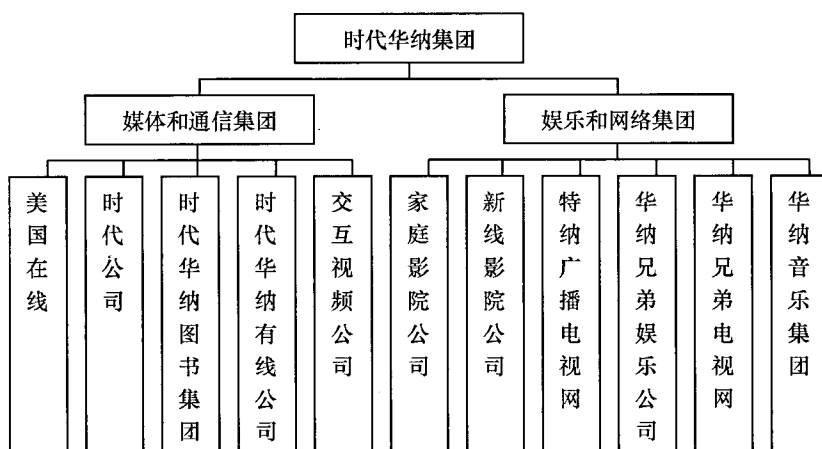 时代华纳集团
媒体和通信集团
娱乐和网络集团
美国在线
时代公司
时代华纳图书集团
时代华纳有线公司
交互视频公司
家庭影院公司
新线影院公司
特纳广播电视网
华纳兄弟娱乐公司
华纳兄弟电视网
华纳音乐集团